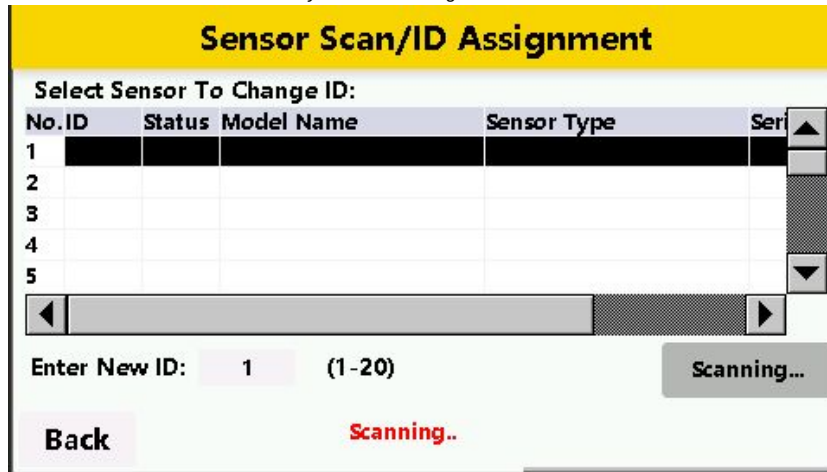 Sensor Scan/ID Assignment
Select Sensor To Change ID:
No. ID Status Model Name Sensor Type Seri
1
2
3
4
5
Enter New ID: 1 (1-20) Scanning...
Back Scanning..